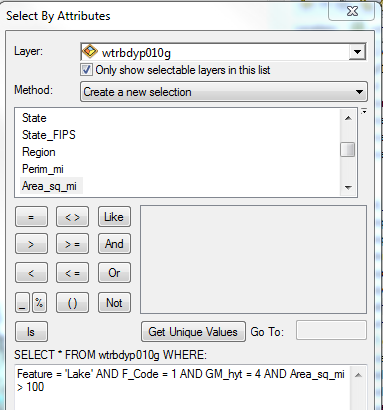 Select By Attributes
Layer: wtrbdyp010g
Only show selectable layers in this list
Method: Create a new selection
State
State_FIPS
Region
Perim_mi
Area_sq_mi
= < > Like
> > = And
< < = Or
_ % ( ) Not
Is Get Unique Values Go To:
SELECT * FROM wtrbdyp010g WHERE:
Feature = 'Lake' AND F_Code = 1 AND GM_hyt = 4 AND Area_sq_mi
> 100